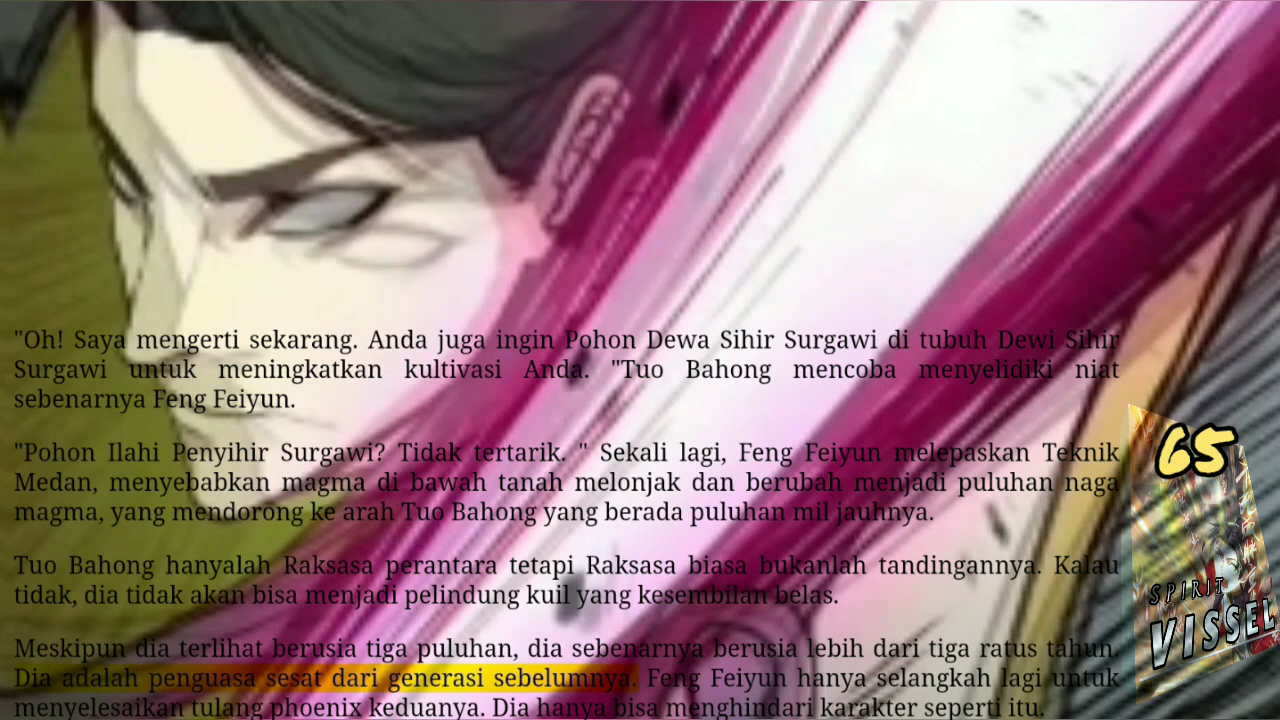 "Oh! Saya mengerti sekarang. Anda juga ingin Pohon Dewa Sihir Surgawi di tubuh Dewi Sihir
Surgawi untuk meningkatkan kultivasi Anda. "Tuo Bahong mencoba menyelidiki niat
sebenarnya Feng Feiyun.
"Pohon Ilahi Penyihir Surgawi? Tidak tertarik. " Sekali lagi, Feng Feiyun melepaskan Teknik
Medan, menyebabkan magma di bawah tanah melonjak dan berubah menjadi puluhan naga
magma, yang mendorong ke arah Tuo Bahong yang berada puluhan mil jauhnya.
Tuo Bahong hanyalah Raksasa perantara tetapi Raksasa biasa bukanlah tandingannya. Kalau
tidak, dia tidak akan bisa menjadi pelindung kuil yang kesembilan belas.
Meskipun dia terlihat berusia tiga puluhan, dia sebenarnya berusia lebih dari tiga ratus tahun.
Dia adalah penguasa sesat dari generasi sebelumnya. Feng Feiyun hanya selangkah lagi untuk
menyelesaikan tulang phoenix keduanya. Dia hanya bisa menghindari karakter seperti itu.
65
SPIRIT
VISSEL